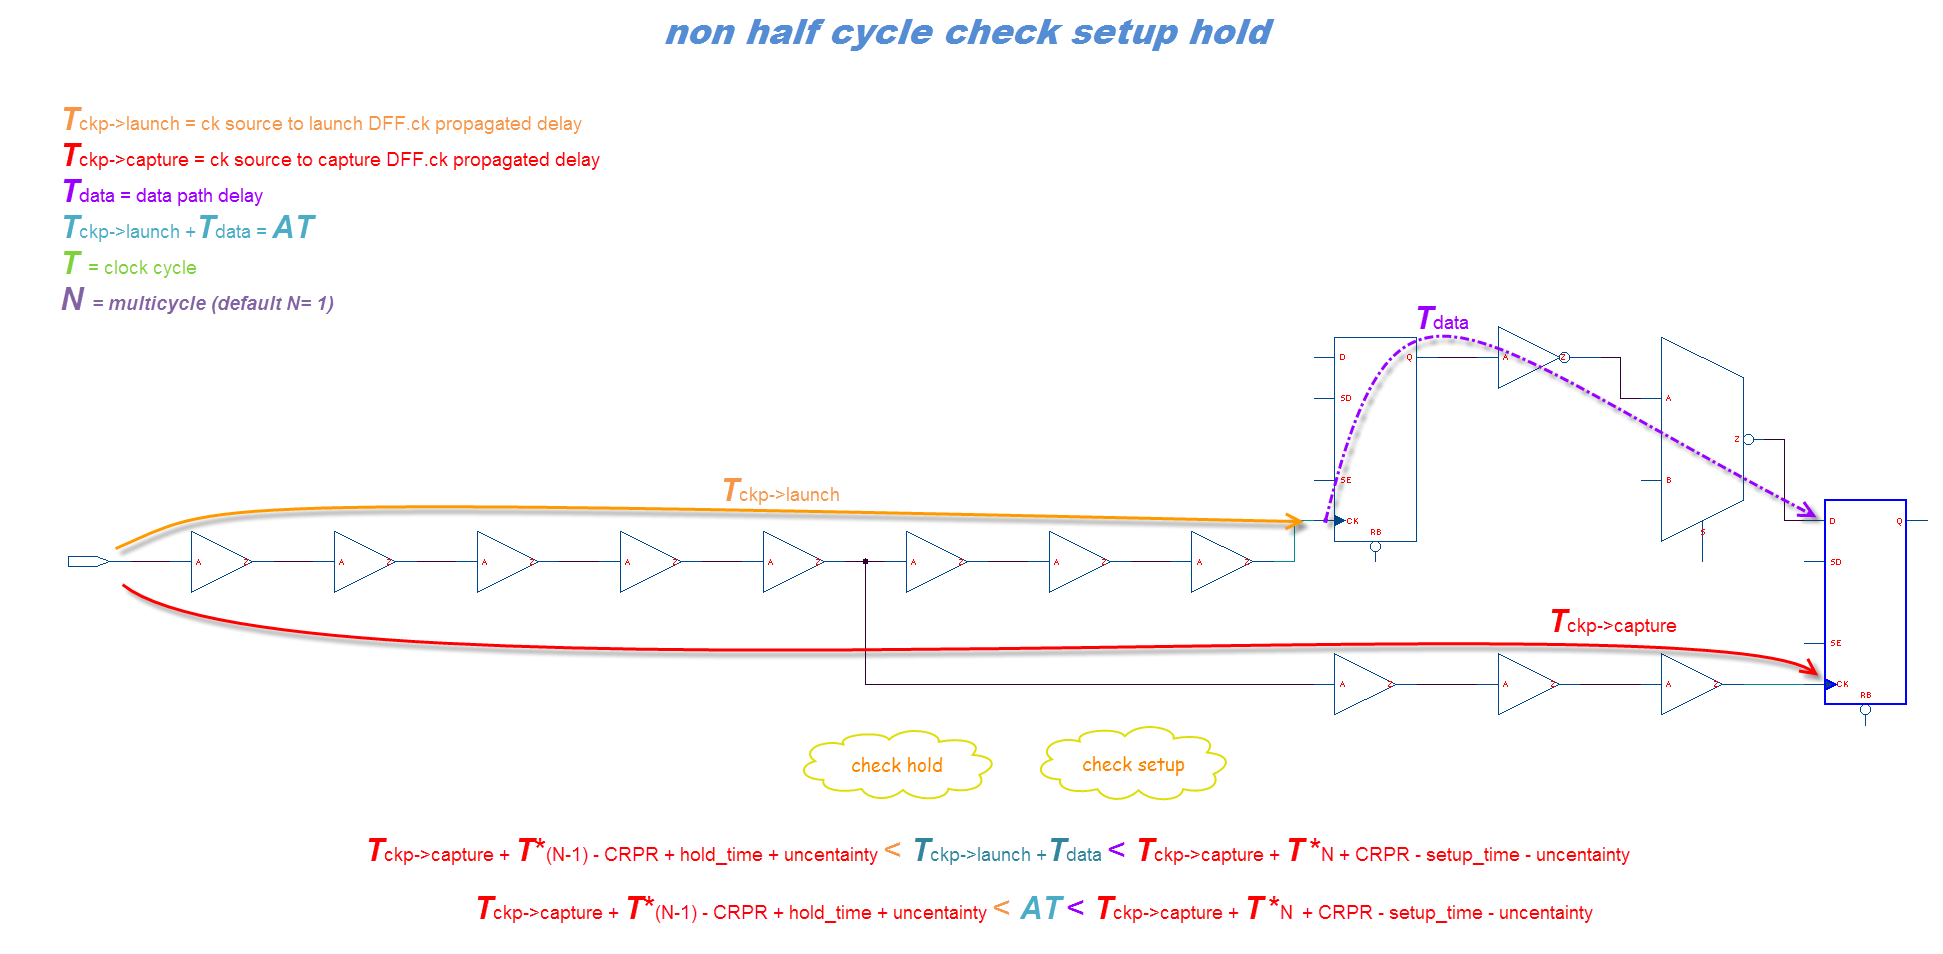 non half cycle check setup hold
Tckp->launch = ck source to launch DFF.ck propagated delay
Tckp->capture = ck source to capture DFF.ck propagated delay
Tdata = data path delay
Tckp->launch + Tdata = AT
T = clock cycle
N = multicycle (default N= 1)
Tdata
D Q A Z
SD A
Z
SE B
Tckp->launch
CK D Q
RB S
A Z A Z A Z A Z A Z A Z A Z A Z SD
Tckp->capture
SE
A Z A Z A Z CK
RB
check hold check setup
Tckp->capture + T*(N-1) - CRPR + hold_time + uncentainty < Tckp->launch + Tdata < Tckp->capture + T *N + CRPR - setup_time - uncentainty
Tckp->capture + T*(N-1) - CRPR + hold_time + uncentainty < AT < Tckp->capture + T *N + CRPR - setup_time - uncentainty